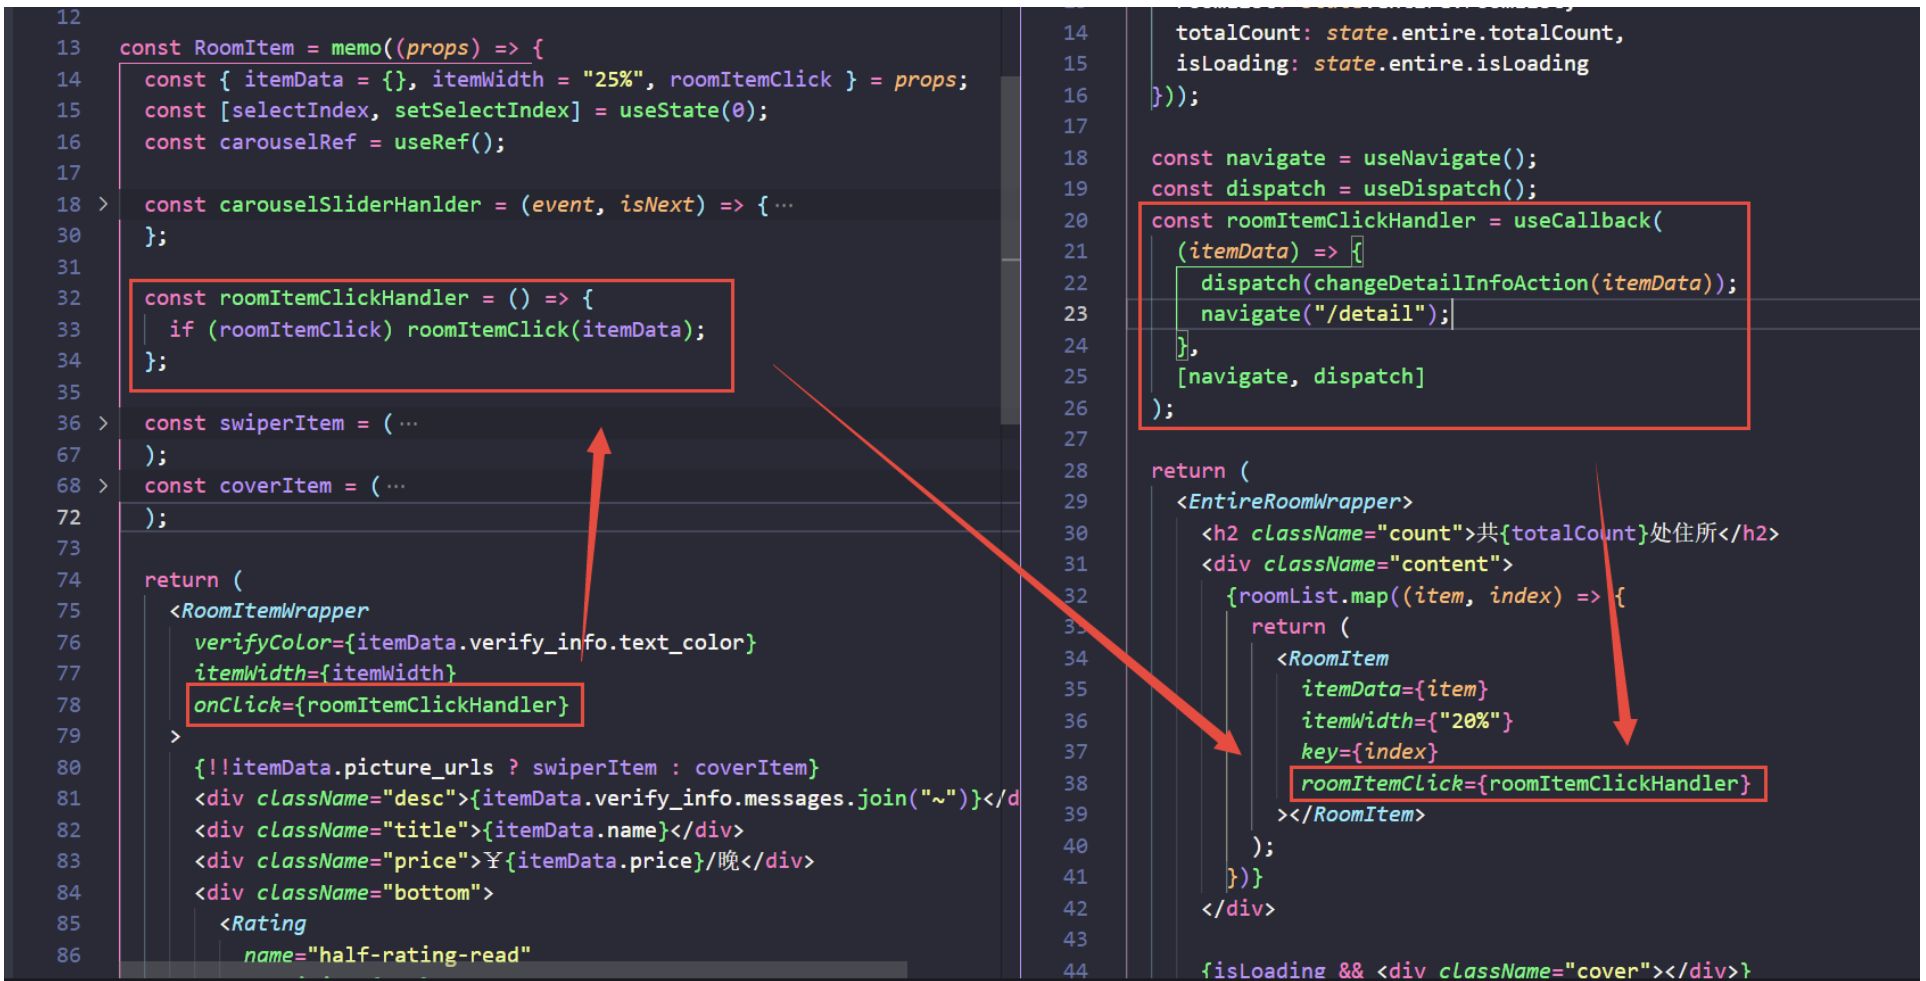 12
13 const RoomItem = memo((props) => {
14 const { itemData = {}, itemWidth = "25%", roomItemClick } = props;
15 const [selectIndex, setSelectIndex] = useState(0);
16 const carouselRef = useRef();
17
18 > const carouselSliderHanlder = (event, isNext) => { ···
30 };
31
32 const roomItemClickHandler = () => {
33 if (roomItemClick) roomItemClick(itemData);
34 };
35
36 > const swiperItem = ( ···
67 );
68 > const coverItem = ( ···
72 );
73
74 return (
75 <RoomItemWrapper
76 verifyColor={itemData.verify_info.text_color}
77 itemWidth={itemWidth}
78 onClick={roomItemClickHandler}
79 >
80 {!!itemData.picture_urls ? swiperItem : coverItem}
81 <div className="desc">{itemData.verify_info.messages.join("~")}</d
82 <div className="title">{itemData.name}</div>
83 <div className="price">¥{itemData.price}/晚</div>
84 <div className="bottom">
85 <Rating
86 name="half-rating-read"
14 totalCount: state.entire.totalCount,
15 isLoading: state.entire.isLoading
16 }));
17
18 const navigate = useNavigate();
19 const dispatch = useDispatch();
20 const roomItemClickHandler = useCallback(
21 (itemData) => {
22 dispatch(changeDetailInfoAction(itemData));
23 navigate("/detail");
24 },
25 [navigate, dispatch]
26 );
27
28 return (
29 <EntireRoomWrapper>
30 <h2 className="count">共{totalCount}处住所</h2>
31 <div className="content">
32 {roomList.map((item, index) => {
33 return (
34 <RoomItem
35 itemData={item}
36 itemWidth={"20%"}
37 key={index}
38 roomItemClick={roomItemClickHandler}
39 ></RoomItem>
40 );
41 })}
42 </div>
43
44 {isLoading && <div className="cover"></div>}